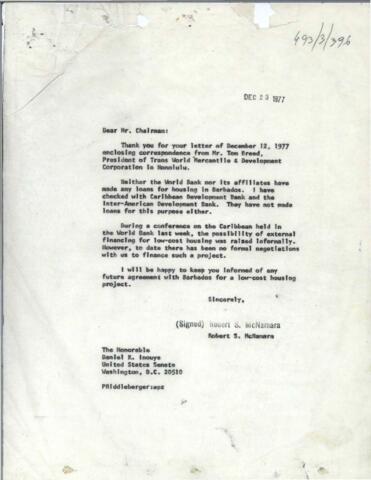 493/3/396
DEC 23 1977
Dear Mr. Chairman:
Thank you for your letter of December 12, 1977
enclosing correspondence from Mr. Tom Breed,
President of Trans World Mercantile & Development
Corporation in Honolulu.
Neither the World Bank nor its affiliates have
made any loans for housing in Barbados. I have
checked with Caribbean Development Bank and the
Inter-American Development Bank. They have not made
loans for this purpose either.
During a conference on the Caribbean held in
the World Bank last week, the possibility of external
financing for low-cost housing was raised informally.
However, to date there has been no formal negotiations
with us to finance such a project.
I will be happy to keep you informed of any
future agreement with Barbados for a low-cost housing
project.
Sincerely,
(Signed) Robert S. McNamara
Robert S. McNamara
The Honorable
Daniel K. Inouye
United States Senate
Washington, D.C. 20510